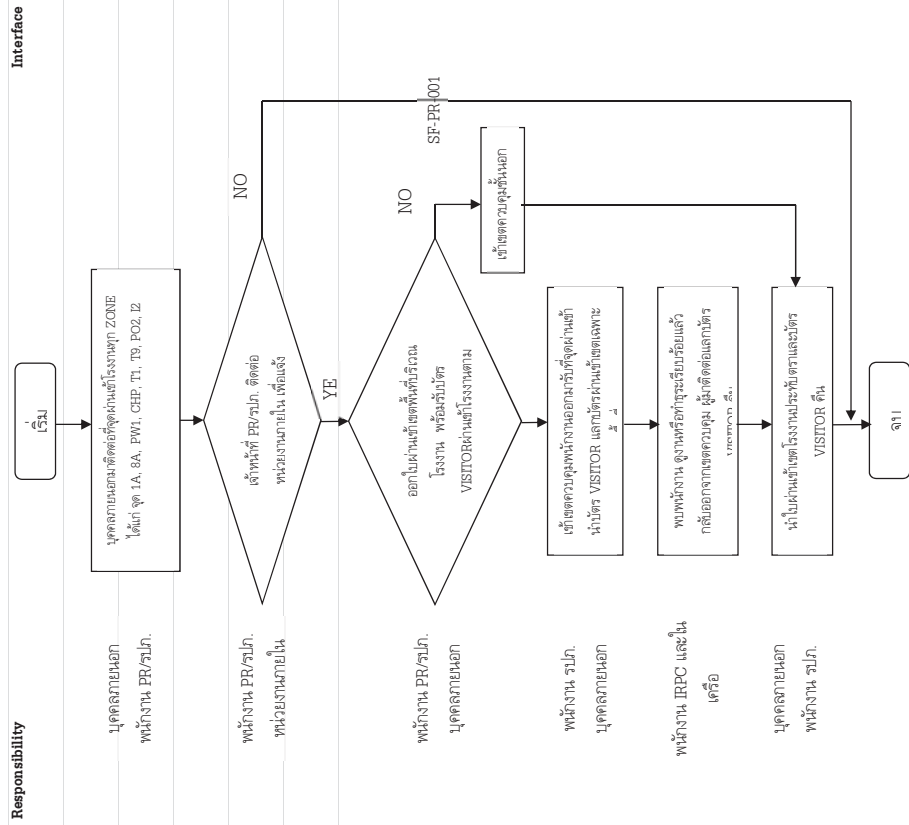 Responsibility
Interface
เริ่ม
บุคคลภายนอก
พนักงาน PR/รปภ.
บุคคลภายนอกมาติดต่อที่จุดผ่านเข้าโรงงานทุก ZONE
ได้แก่ จุด 1A, 8A, PW1, CHP, T1, T9, PO2, I2
พนักงาน PR/รปภ.
หน่วยงานภายใน
เจ้าหน้าที่ PR/รปภ. ติดต่อ
หน่วยงานภายใน เพื่อแจ้ง
NO
YE
SF-PR-001
พนักงาน PR/รปภ.
บุคคลภายนอก
ออกใบผ่านเข้าเขตพื้นที่บริเวณ
โรงงาน พร้อมรับบัตร
VISITORผ่านเข้าโรงงานตาม
NO
เข้าเขตควบคุมชั้นนอก
พนักงาน รปภ.
บุคคลภายนอก
เข้าเขตควบคุมพนักงานออกมารับที่จุดผ่านเข้า
นำบัตร VISITOR แลกบัตรผ่านเข้าเขตเฉพาะ
พนักงาน IRPC และใน
เครือ
พบพนักงาน ดูงานหรือทำธุระเรียบร้อยแล้ว
กลับออกจากเขตควบคุม ผู้มาติดต่อแลกบัตร
VISITOR คืน
บุคคลภายนอก
พนักงาน รปภ.
นำใบผ่านเข้าเขตโรงงานประทับตราและบัตร
VISITOR คืน
จบ